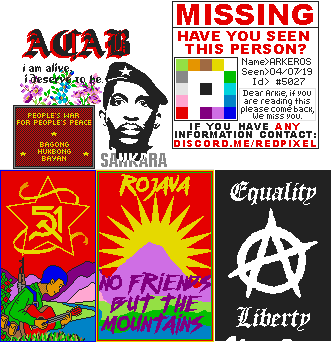 ACAB
i am alive,
i deserve to be.
PEOPLE'S WAR
FOR PEOPLE'S PEACE
BAGONG
HUKBONG
BAYAN
SANKARA
MISSING
HAVE YOU SEEN
THIS PERSON?
Name>ARKEROS
Seen>04/07/19
Id> #5027
Dear Arkie, if you
are reading this
please come back,
We miss you.
IF YOU HAVE ANY
INFORMATION CONTACT:
DISCORD.ME/REDPIXEL
51
ROJAVA
NO FRIENDS
BUT THE
MOUNTAINS
Equality
Liberty